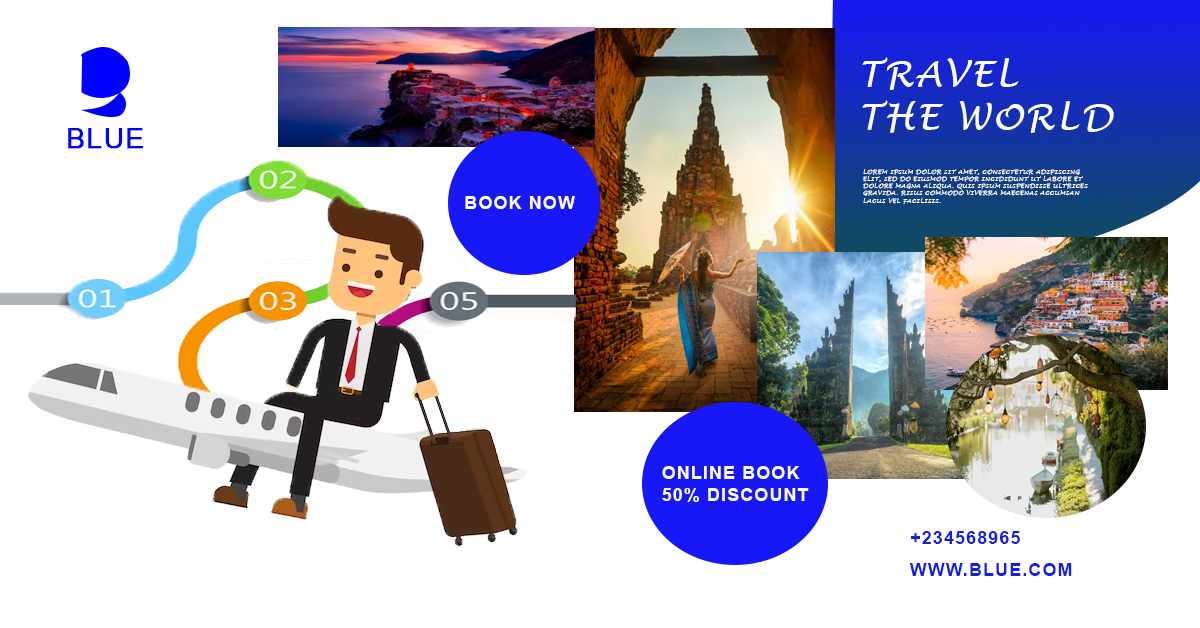 BLUE
01
02
03
05
BOOK NOW
TRAVEL
THE WORLD
LOREM IPSUM DOLOR SIT AMET, CONSECTETUR ADIPISCING
ELIT, SED DO EIUSMOD TEMPOR INCIDIDUNT UT LABORE ET
DOLORE MAGNA ALIQUA. QUIS IPSUM SUSPENDISSE ULTRICES
GRAVIDA. RISUS COMMODO VIVERRA MAECENAS ACCUMSAN
LACUS VEL FACILISIS.
ONLINE BOOK
50% DISCOUNT
+234568965
WWW.BLUE.COM